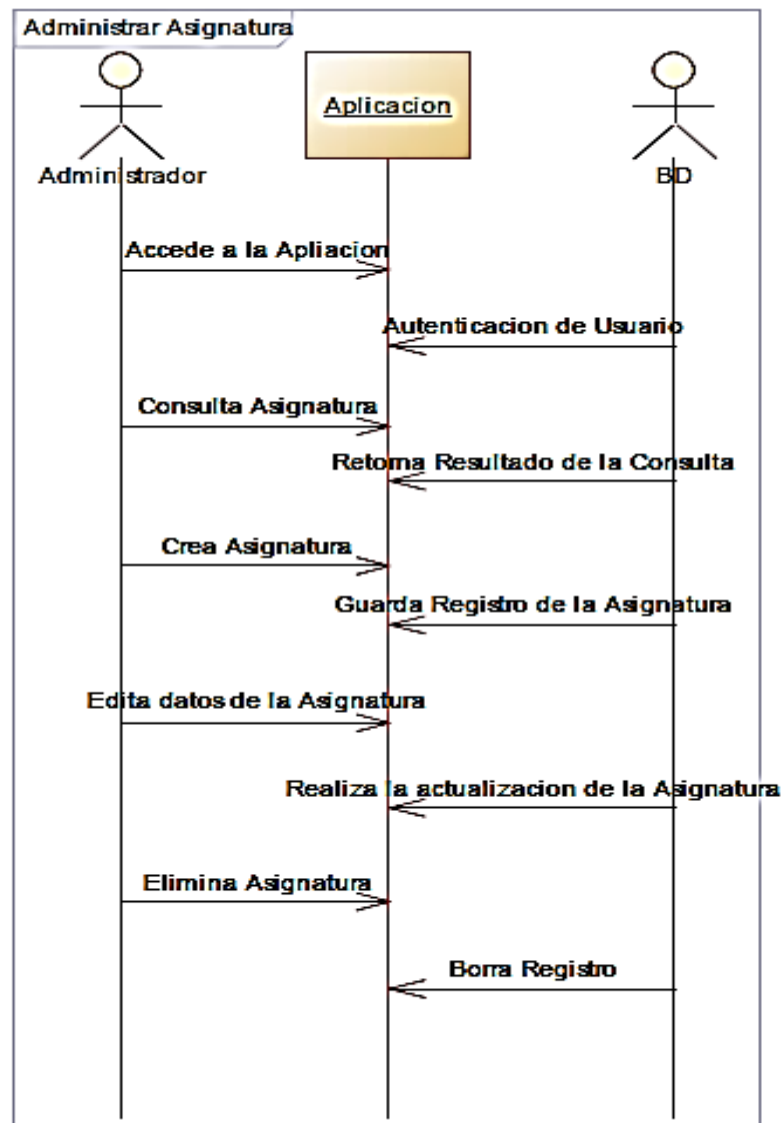 Administrar Asignatura
Aplicacion
Administrador
BD
Accede a la Apliacion
Autenticacion de Usuario
Consulta Asignatura
Retorna Resultado de la Consulta
Crea Asignatura
Guarda Registro de la Asignatura
Edita datos de la Asignatura
Realiza la actualizacion de la Asignatura
Elimina Asignatura
Borra Registro